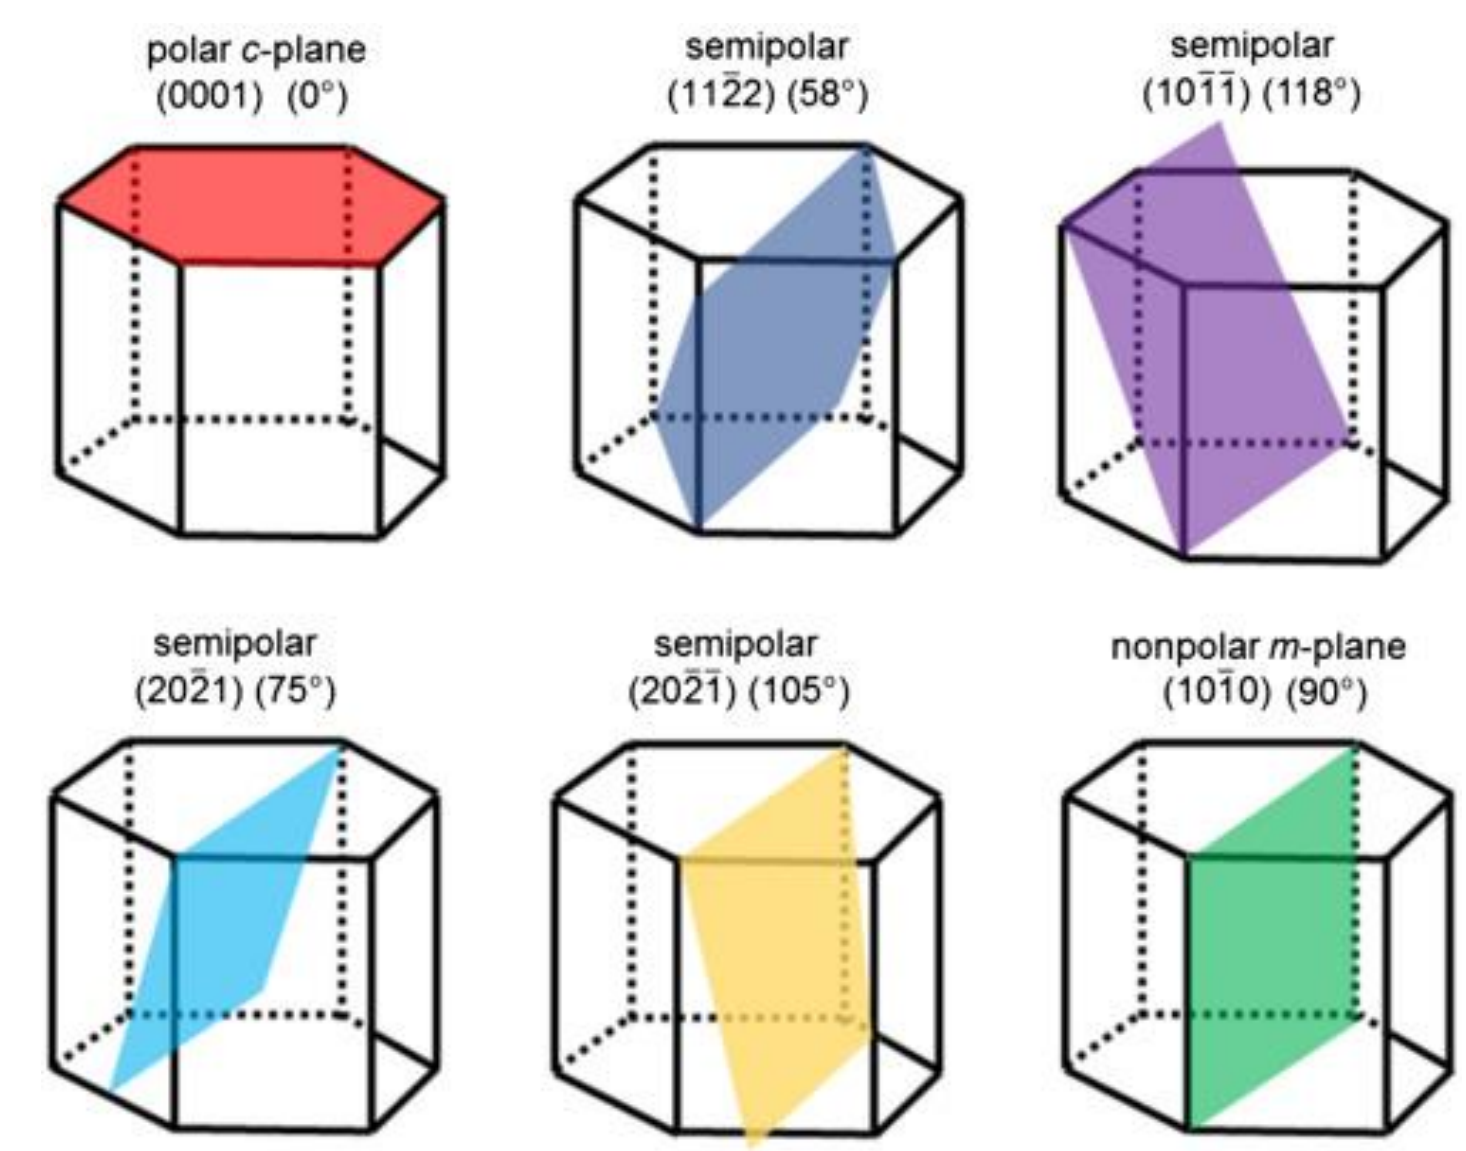 polar c-plane
(0001) (0°)
semipolar
(112̅2) (58°)
semipolar
(101̅1̅) (118°)
semipolar
(202̅1) (75°)
semipolar
(202̅1̅) (105°)
nonpolar m-plane
(101̅0) (90°)